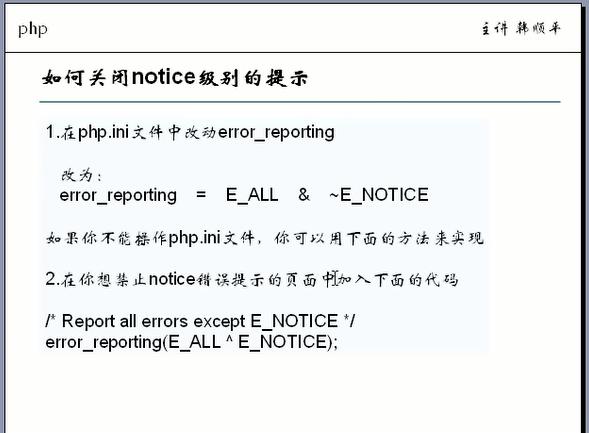 php
主讲 韩顺平
如何关闭notice级别的提示
1.在php.ini文件中改动error_reporting
改为：
error_reporting = E_ALL & ~E_NOTICE
如果你不能操作php.ini文件，你可以用下面的方法来实现
2.在你想禁止notice错误提示的页面中加入下面的代码
/* Report all errors except E_NOTICE */
error_reporting(E_ALL ^ E_NOTICE);